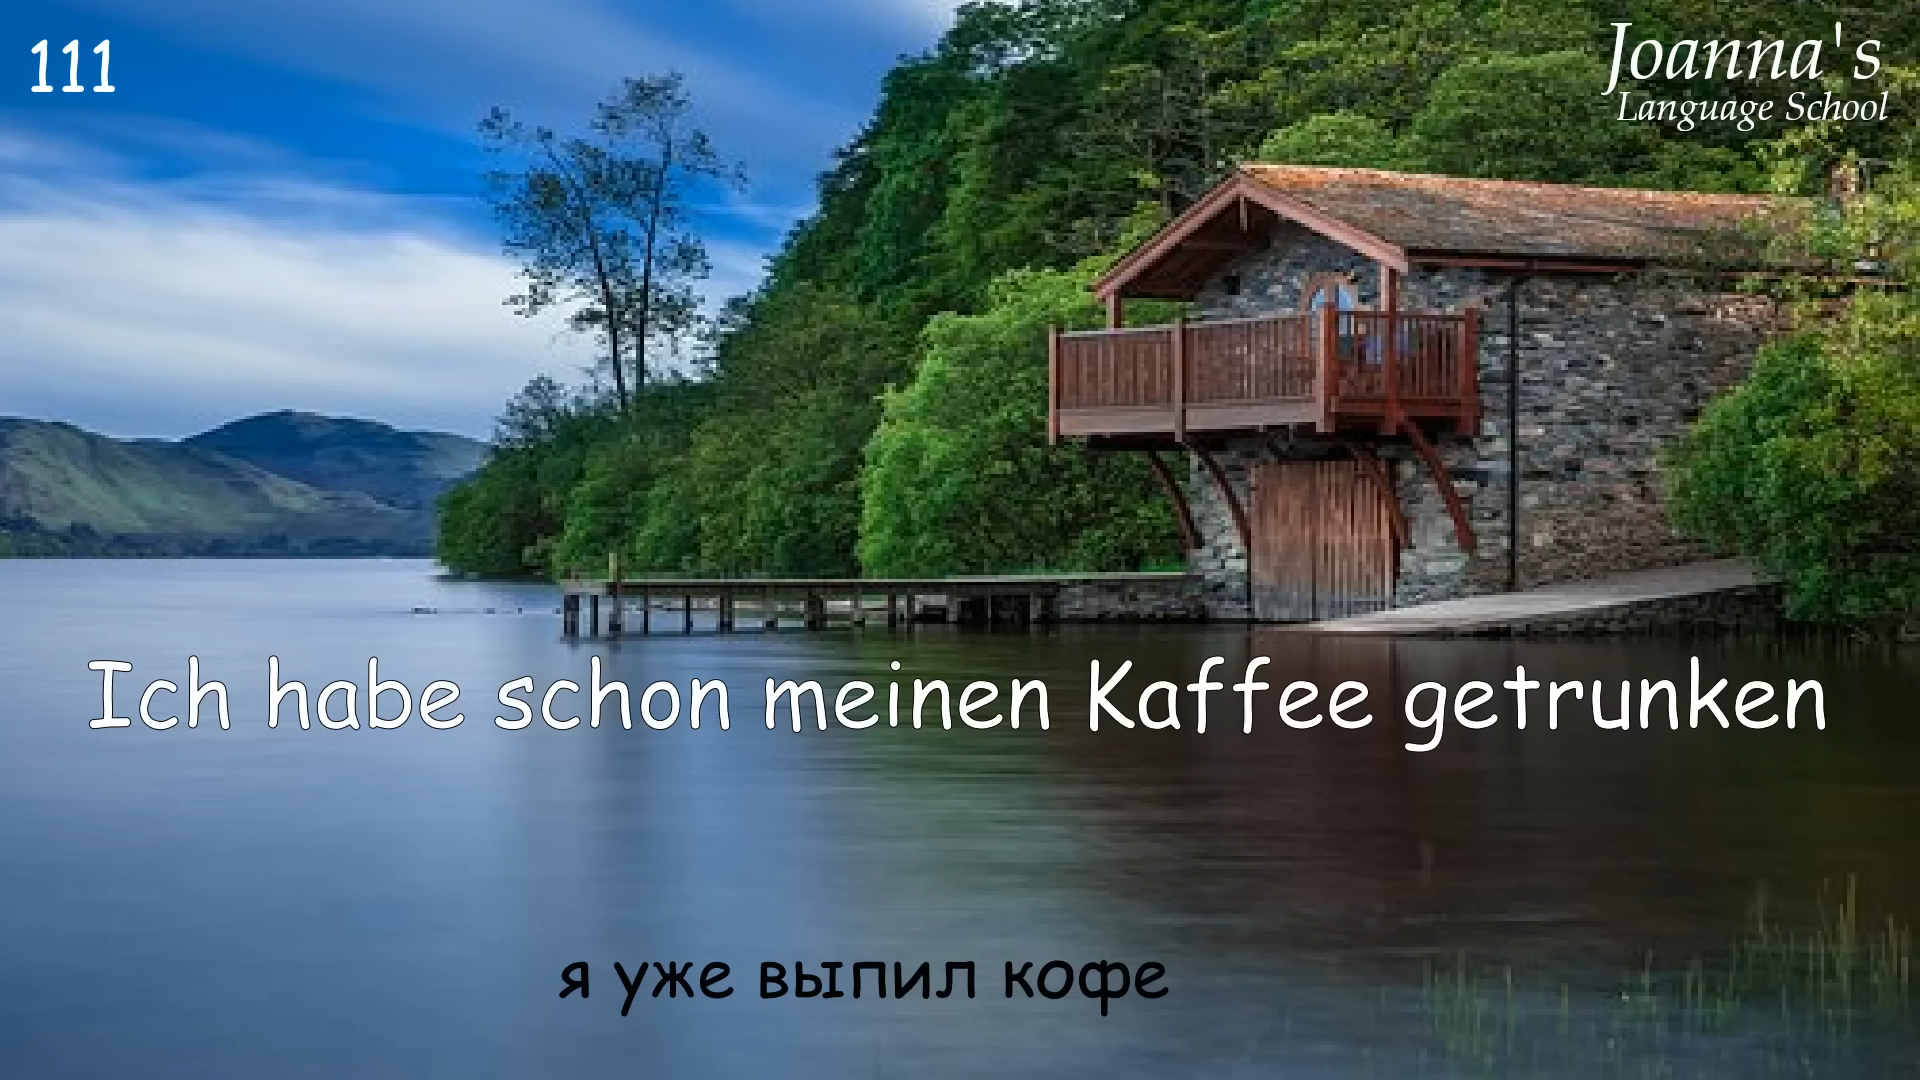 111
Joanna's
Language School
Ich habe schon meinen Kaffee getrunken
я уже выпил кофе